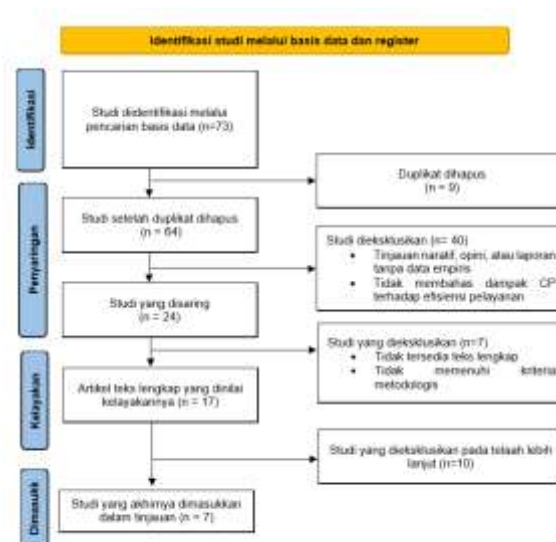 Identifikasi studi melalui basis data dan register
Identifikasi
Studi diidentifikasi melalui
pencarian basis data (n=73)
Duplikat dihapus
(n = 9)
Penyaringan
Studi setelah duplikat dihapus
(n = 64)
Studi dieksklusikan (n= 40)
• Tinjauan naratif, opini, atau laporan
tanpa data empiris
• Tidak membahas dampak CP
terhadap efisiensi pelayanan
Studi yang disaring
(n = 24)
Studi yang dieksklusikan (n=7)
• Tidak tersedia teks lengkap
• Tidak memenuhi kriteria
metodologis
Kelayakan
Artikel teks lengkap yang dinilai
kelayakannya (n = 17)
Studi yang dieksklusikan pada telaah lebih
lanjut (n=10)
Dimasukk
Studi yang akhirnya dimasukkan
dalam tinjauan (n = 7)